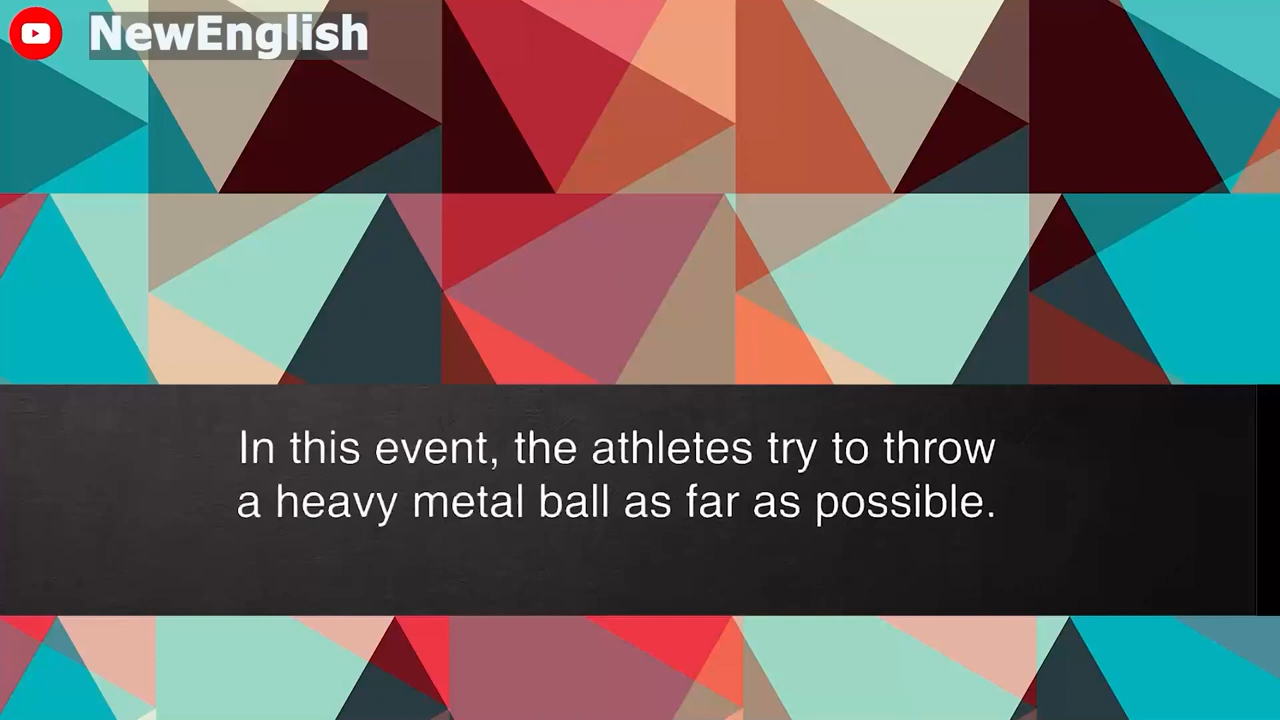 NewEnglish
In this event, the athletes try to throw
a heavy metal ball as far as possible.